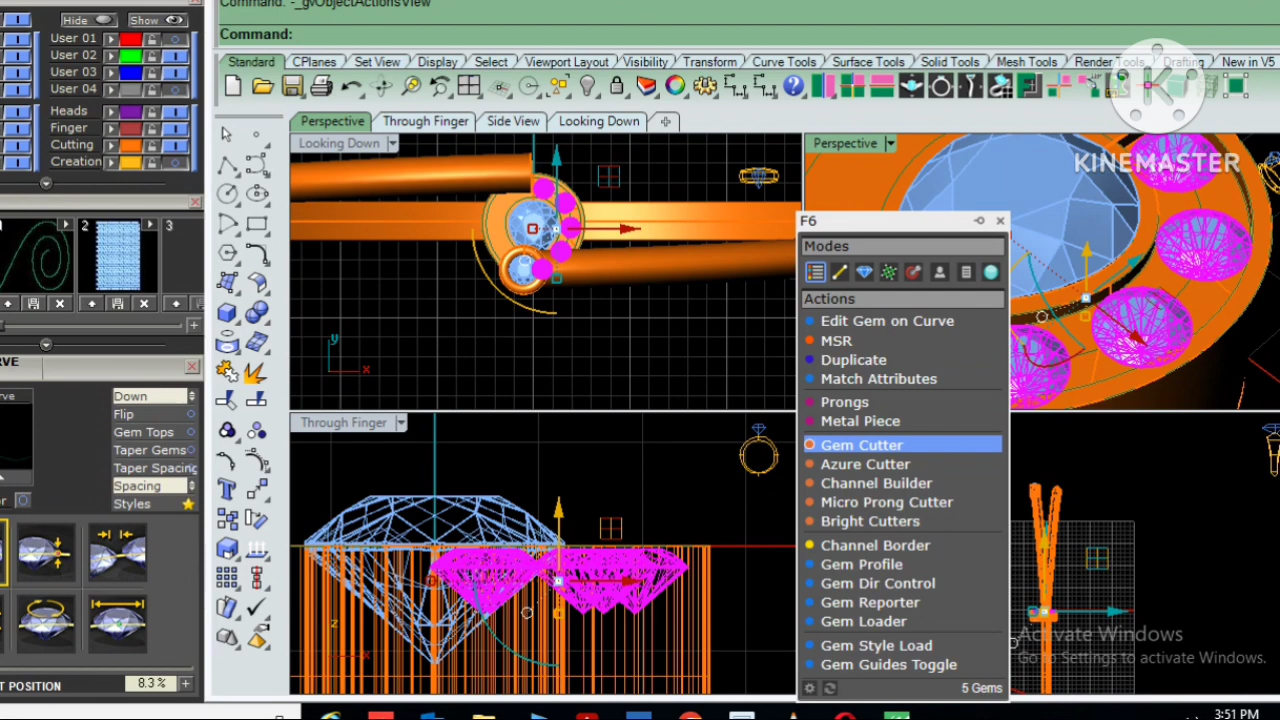 Command: -_gvObjectActionsView
Command:
Hide
Show
User 01
User 02
User 03
User 04
Heads
Finger
Cutting
Creation
Standard
CPlanes
Set View
Display
Select
Viewport Layout
Visibility
Transform
Curve Tools
Surface Tools
Solid Tools
Mesh Tools
Render Tools
Drafting
New in V5
Perspective
Through Finger
Side View
Looking Down
Looking Down
Perspective
KINEMASTER
y
x
2
3
Through Finger
z
x
Down
Flip
Gem Tops
Taper Gems
Taper Spacing
Spacing
Styles
8.3 %
F6
Modes
Actions
Edit Gem on Curve
MSR
Duplicate
Match Attributes
Prongs
Metal Piece
Gem Cutter
Azure Cutter
Channel Builder
Micro Prong Cutter
Bright Cutters
Channel Border
Gem Profile
Gem Dir Control
Gem Reporter
Gem Loader
Gem Style Load
Gem Guides Toggle
5 Gems
Activate Windows
Go to Settings to activate Windows.
3:51 PM